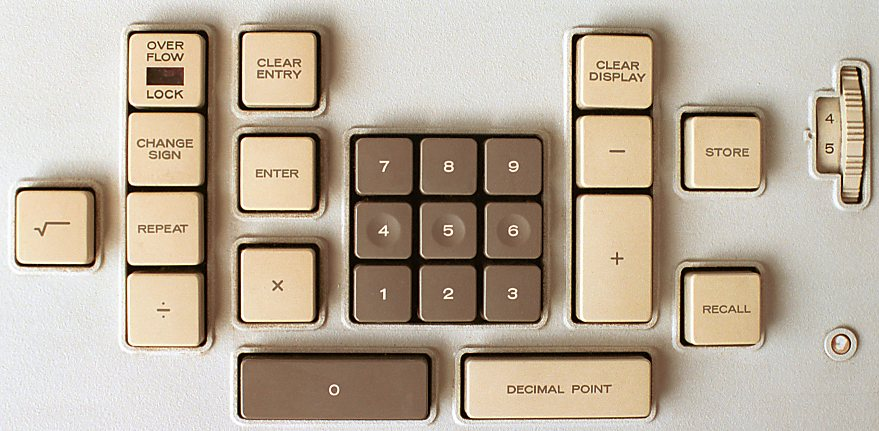 OVER
FLOW
LOCK
CLEAR
ENTRY
CLEAR
DISPLAY
CHANGE
SIGN
ENTER
7 8 9
−
STORE
4
5
√
REPEAT
4 5 6
+
÷
×
1 2 3
RECALL
0
DECIMAL POINT